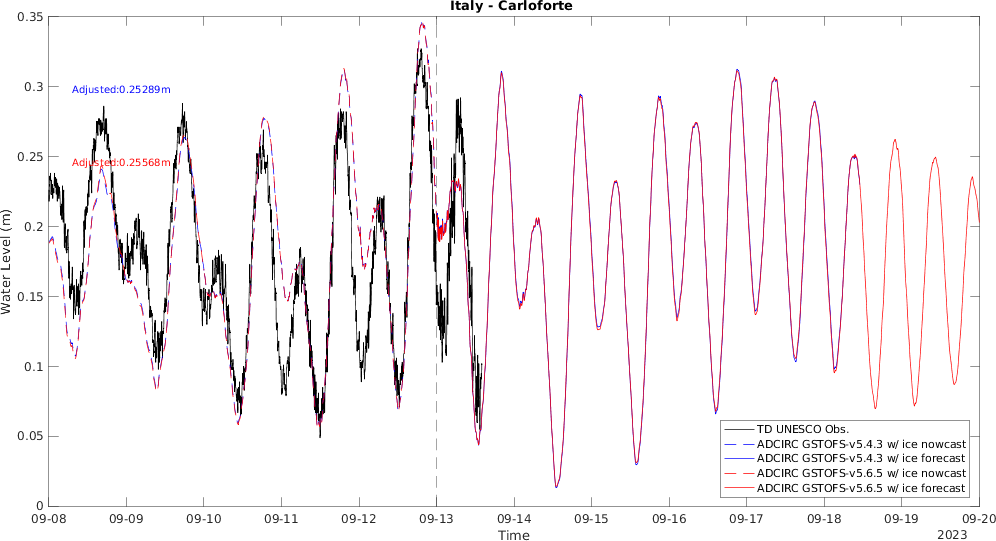 Italy - Carloforte
0.35
0.3
0.25
0.2
0.15
0.1
0.05
0
Water Level (m)
Adjusted:0.25289m
Adjusted:0.25568m
TD UNESCO Obs.
ADCIRC GSTOFS-v5.4.3 w/ ice nowcast
ADCIRC GSTOFS-v5.4.3 w/ ice forecast
ADCIRC GSTOFS-v5.6.5 w/ ice nowcast
ADCIRC GSTOFS-v5.6.5 w/ ice forecast
09-08 09-09 09-10 09-11 09-12 09-13 09-14 09-15 09-16 09-17 09-18 09-19 09-20
Time
2023